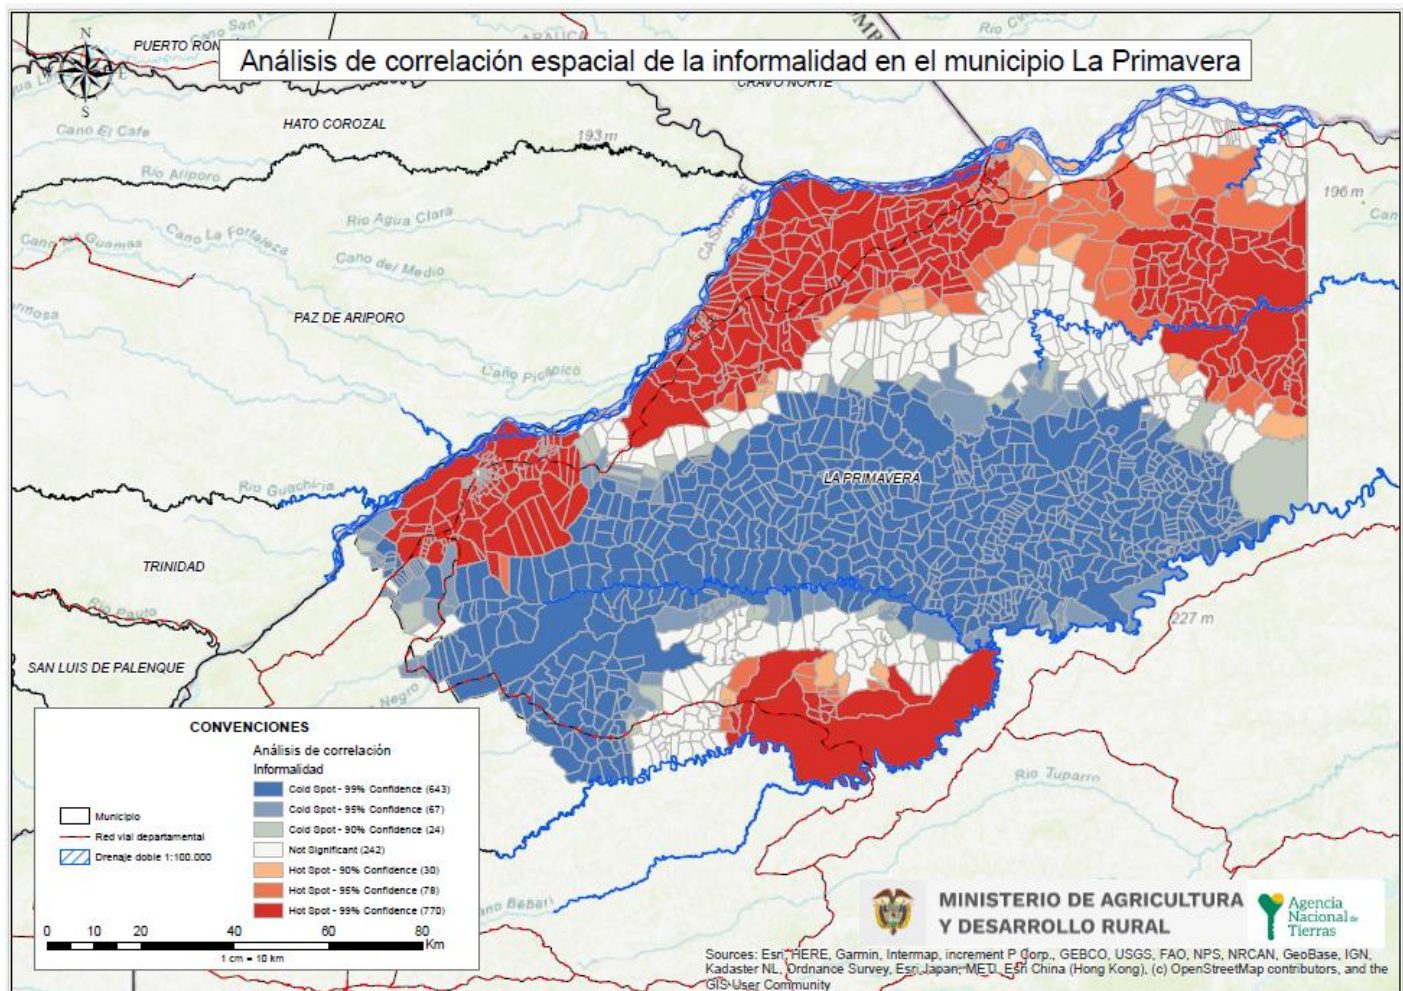 Análisis de correlación espacial de la informalidad en el municipio La Primavera
N
E
S
PUERTO RON
CRAVO NORTE
HATO COROZAL
193 m
Cano El Cafe
Rio Ariporo
196 m
Rio Agua Clara
Cano La Fortaleza
Cano del Medio
PAZ DE ARIPORO
LA PRIMAVERA
Rio Guachiria
TRINIDAD
Rio Pauto
227 m
SAN LUIS DE PALENQUE
Negro
Rio Tuparro
CONVENCIONES
Análisis de correlación
Informalidad
Cold Spot - 99% Confidence (643)
Cold Spot - 95% Confidence (67)
Cold Spot - 90% Confidence (24)
Not Significant (242)
Hot Spot - 90% Confidence (30)
Hot Spot - 95% Confidence (78)
Hot Spot - 99% Confidence (770)
Municipio
Red vial departamental
Drenaje doble 1:100.000
0 10 20 40 60 80
Km
1 cm = 10 km
MINISTERIO DE AGRICULTURA
Y DESARROLLO RURAL
Agencia
Nacional de
Tierras
Sources: Esri, HERE, Garmin, Intermap, increment P Corp., GEBCO, USGS, FAO, NPS, NRCAN, GeoBase, IGN,
Kadaster NL, Ordnance Survey, Esri Japan, METI, Esri China (Hong Kong), (c) OpenStreetMap contributors, and the
GIS User Community